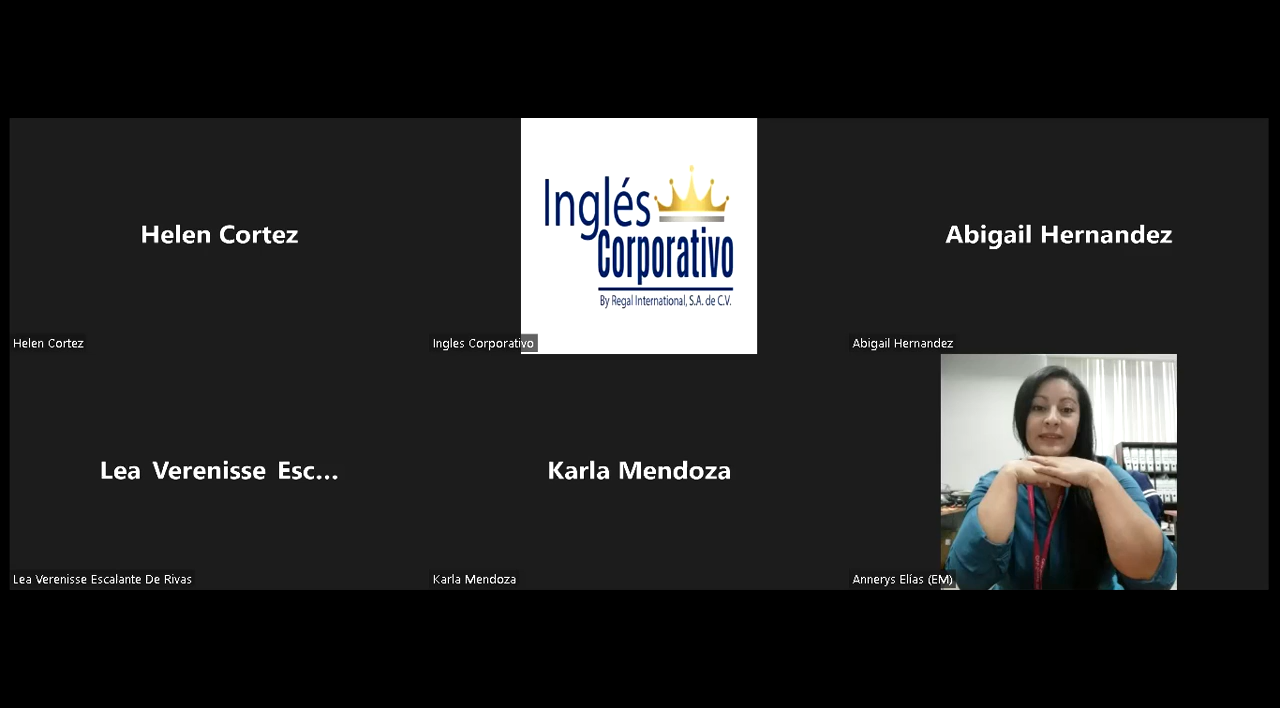 Helen Cortez
Inglés
Corporativo
By Regal International, S.A. de C.V.
Abigail Hernandez
Helen Cortez
Ingles Corporativo
Abigail Hernandez
Lea Verenisse Esc...
Karla Mendoza
Lea Verenisse Escalante De Rivas
Karla Mendoza
Annerys Elías (EM)